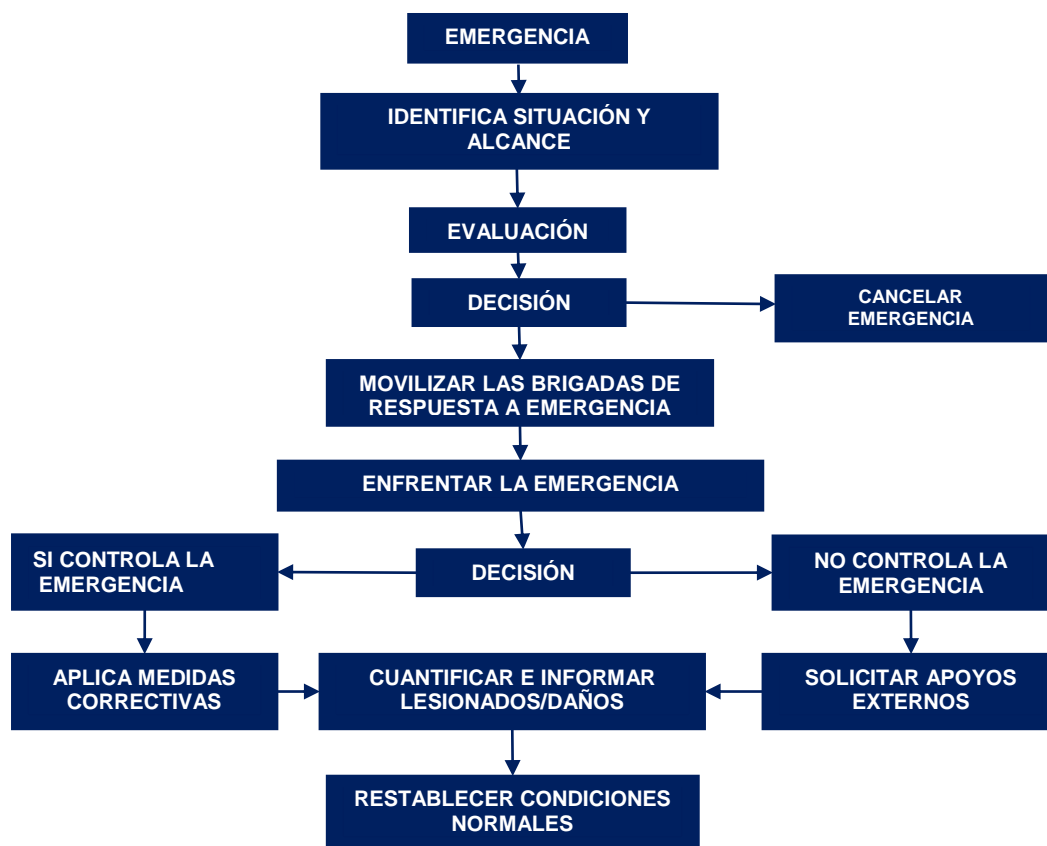 EMERGENCIA
IDENTIFICA SITUACIÓN Y
ALCANCE
EVALUACIÓN
DECISIÓN
CANCELAR
EMERGENCIA
MOVILIZAR LAS BRIGADAS DE
RESPUESTA A EMERGENCIA
ENFRENTAR LA EMERGENCIA
SI CONTROLA LA
EMERGENCIA
DECISIÓN
NO CONTROLA LA
EMERGENCIA
APLICA MEDIDAS
CORRECTIVAS
CUANTIFICAR E INFORMAR
LESIONADOS/DAÑOS
SOLICITAR APOYOS
EXTERNOS
RESTABLECER CONDICIONES
NORMALES